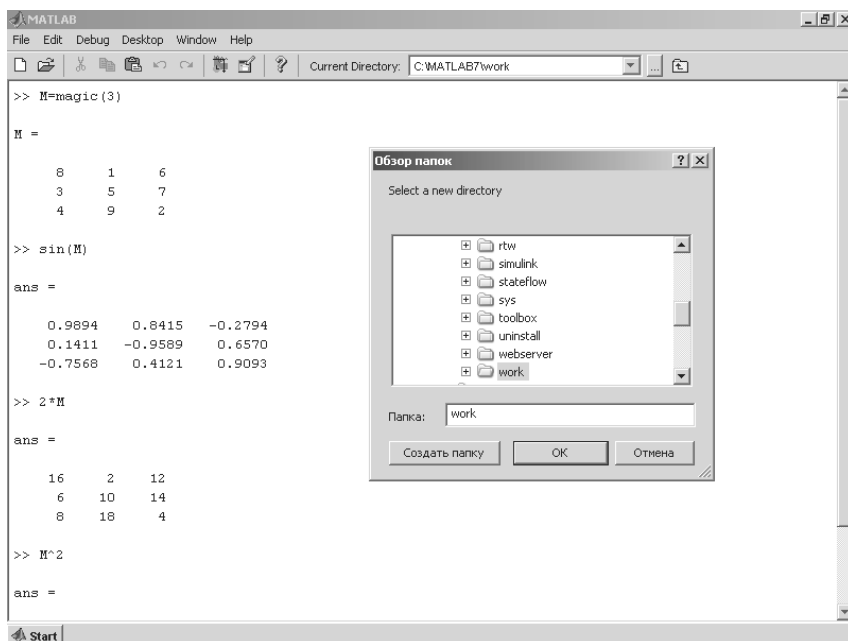 MATLAB
File Edit Debug Desktop Window Help
Current Directory: C:\MATLAB7\work
>> M=magic(3)
M =
8 1 6
3 5 7
4 9 2
>> sin(M)
ans =
0.9894 0.8415 -0.2794
0.1411 -0.9589 0.6570
-0.7568 0.4121 0.9093
>> 2*M
ans =
16 2 12
6 10 14
8 18 4
>> M^2
ans =
Обзор папок
Select a new directory
rtw
simulink
stateflow
sys
toolbox
uninstall
webserver
work
Папка: work
Создать папку OK Отмена
Start